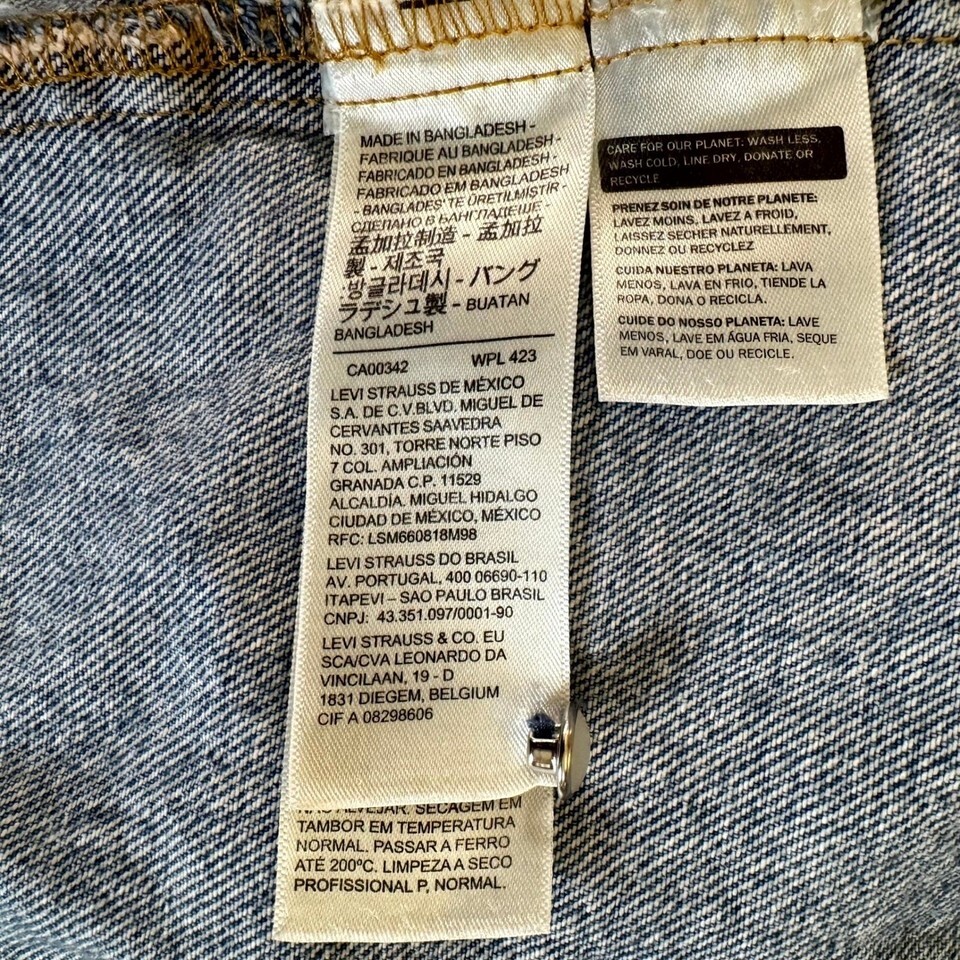 MADE IN BANGLADESH -
FABRIQUE AU BANGLADESH -
FABRICADO EN BANGLADESH -
FABRICADO EM BANGLADESH
- BANGLADEŞ'TE ÜRETİLMİŞTİR -
СДЕЛАНО В БАНГЛАДЕШЕ -
孟加拉制造 - 孟加拉
製 - 제조국
방글라데시 - バング
ラデシュ製 - BUATAN
BANGLADESH
CA00342 WPL 423
LEVI STRAUSS DE MÉXICO
S.A. DE C.V.BLVD. MIGUEL DE
CERVANTES SAAVEDRA
NO. 301, TORRE NORTE PISO
7 COL. AMPLIACIÓN
GRANADA C.P. 11529
ALCALDÍA. MIGUEL HIDALGO
CIUDAD DE MÉXICO, MÉXICO
RFC: LSM660818M98
LEVI STRAUSS DO BRASIL
AV. PORTUGAL, 400 06690-110
ITAPEVI – SAO PAULO BRASIL
CNPJ: 43.351.097/0001-90
LEVI STRAUSS & CO. EU
SCA/CVA LEONARDO DA
VINCILAAN, 19 - D
1831 DIEGEM, BELGIUM
CIF A 08298606
NÃO ALVEJAR. SECAGEM EM
TAMBOR EM TEMPERATURA
NORMAL. PASSAR A FERRO
ATÉ 200ºC. LIMPEZA A SECO
PROFISSIONAL P, NORMAL.
CARE FOR OUR PLANET: WASH LESS,
WASH COLD, LINE DRY, DONATE OR
RECYCLE
PRENEZ SOIN DE NOTRE PLANETE:
LAVEZ MOINS, LAVEZ A FROID,
LAISSEZ SECHER NATURELLEMENT,
DONNEZ OU RECYCLEZ
CUIDA NUESTRO PLANETA: LAVA
MENOS, LAVA EN FRIO, TIENDE LA
ROPA, DONA O RECICLA.
CUIDE DO NOSSO PLANETA: LAVE
MENOS, LAVE EM ÁGUA FRIA, SEQUE
EM VARAL, DOE OU RECICLE.